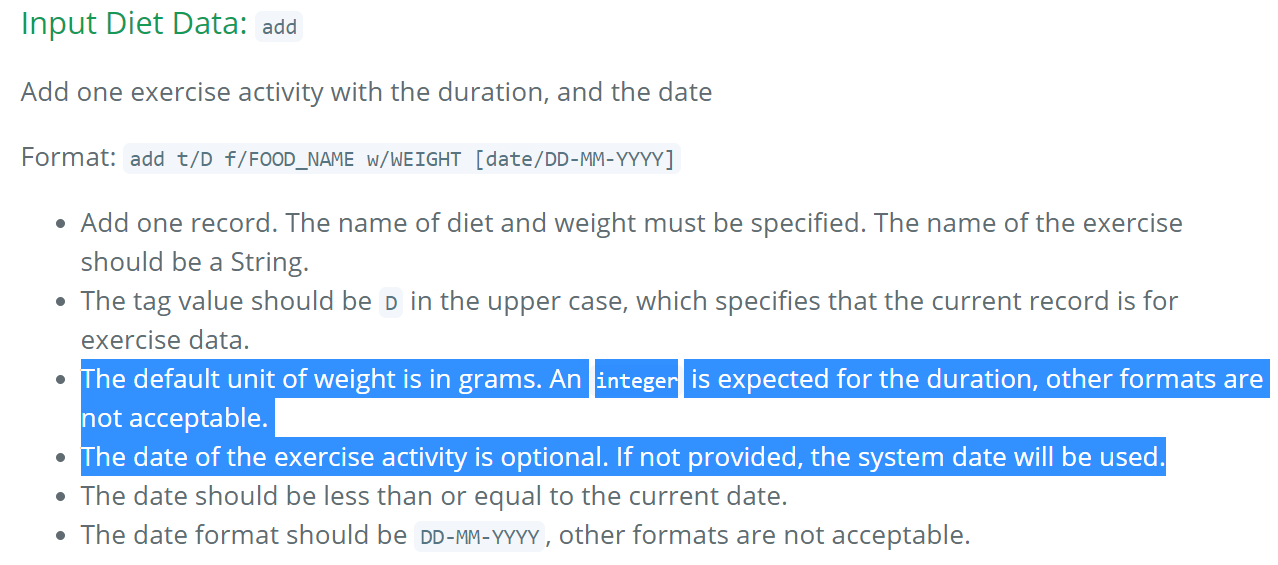 Input Diet Data: add
Add one exercise activity with the duration, and the date
Format: add t/D f/FOOD_NAME w/WEIGHT [date/DD-MM-YYYY]
• Add one record. The name of diet and weight must be specified. The name of the exercise
should be a String.
• The tag value should be D in the upper case, which specifies that the current record is for
exercise data.
• The default unit of weight is in grams. An integer is expected for the duration, other formats are
not acceptable.
• The date of the exercise activity is optional. If not provided, the system date will be used.
• The date should be less than or equal to the current date.
• The date format should be DD-MM-YYYY, other formats are not acceptable.